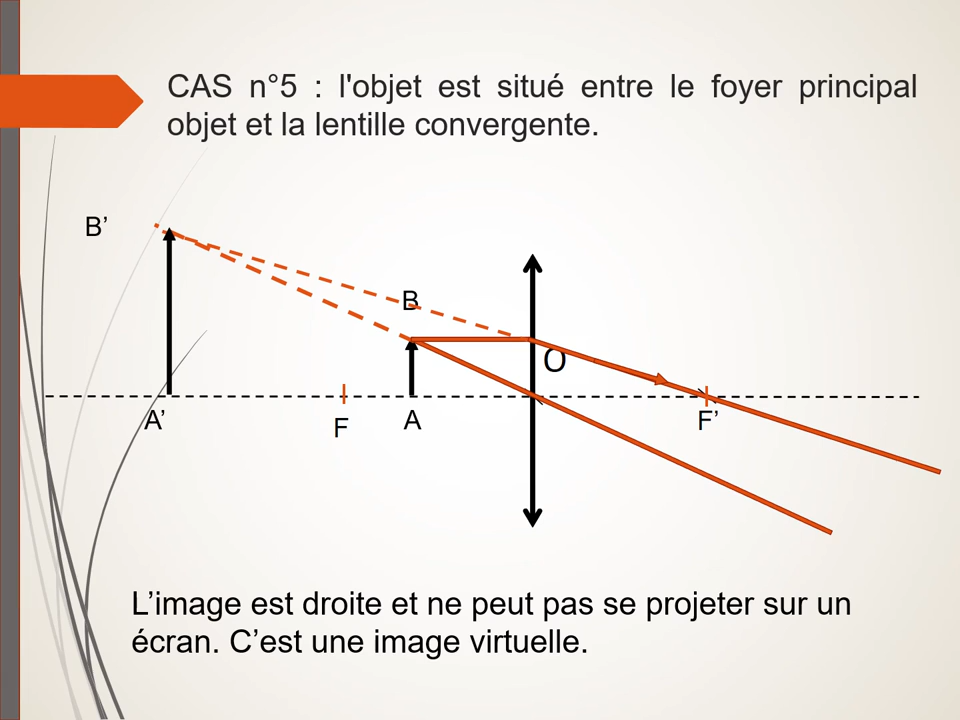 CAS n°5 : l'objet est situé entre le foyer principal
objet et la lentille convergente.
B’
B
O
A’
F
A
F’
L’image est droite et ne peut pas se projeter sur un
écran. C’est une image virtuelle.